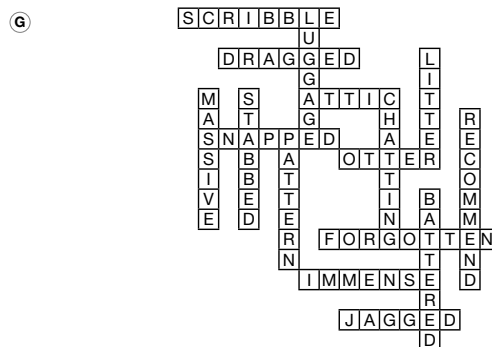 G
SCRIBBLE
LUGGAGE
DRAGGED
LITTER
MASSIVE
STABBED
ATTIC
CHATTING
RECOMMEND
SNAPPED
PATTERN
OTTER
BATTERED
FORGOTTEN
IMMENSE
JAGGED